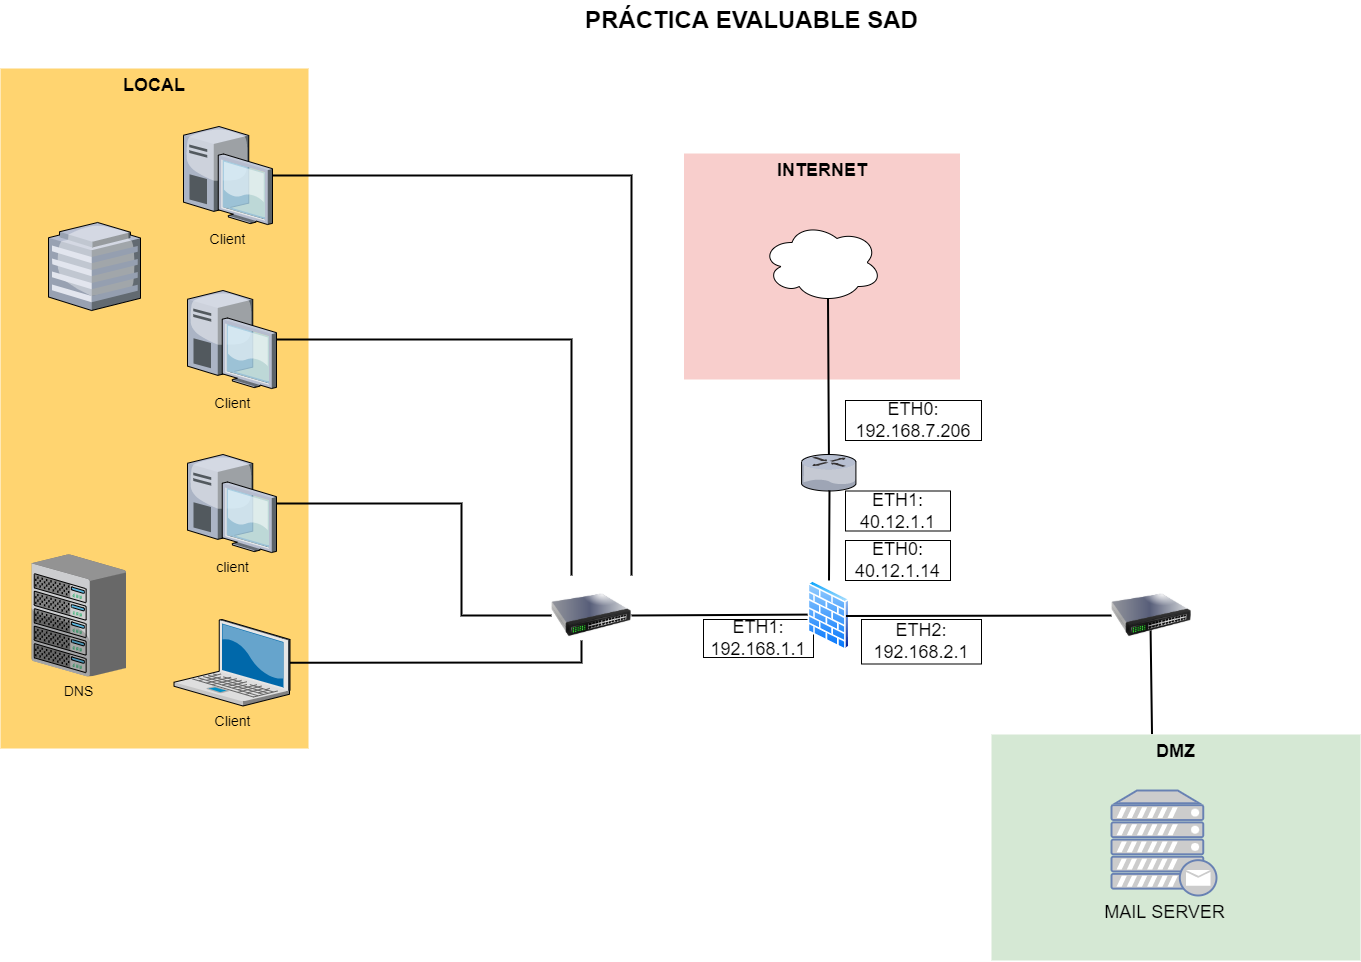 PRÁCTICA EVALUABLE SAD
LOCAL
Client
Client
client
DNS
Client
INTERNET
ETH0:
192.168.7.206
ETH1:
40.12.1.1
ETH0:
40.12.1.14
ETH1:
192.168.1.1
ETH2:
192.168.2.1
DMZ
MAIL SERVER